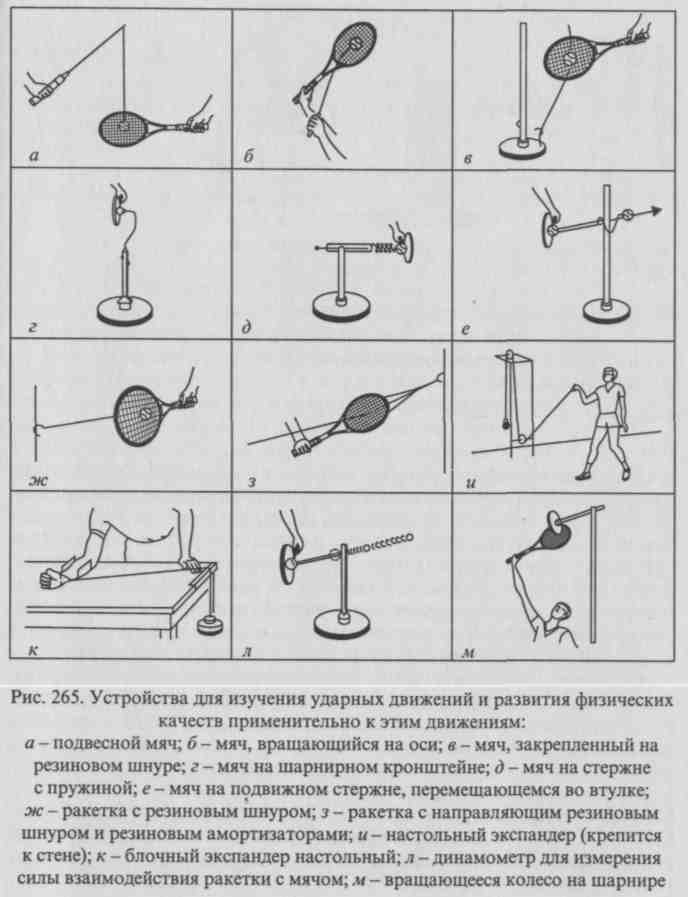 а
б
в
г
д
е
ж
з
и
к
л
м
Рис. 265. Устройства для изучения ударных движений и развития физических
качеств применительно к этим движениям:
а – подвесной мяч; б – мяч, вращающийся на оси; в – мяч, закрепленный на
резиновом шнуре; г – мяч на шарнирном кронштейне; д – мяч на стержне
с пружиной; е – мяч на подвижном стержне, перемещающемся во втулке;
ж – ракетка с резиновым шнуром; з – ракетка с направляющим резиновым
шнуром и резиновым амортизаторами; и – настольный экспандер (крепится
к стене); к – блочный экспандер настольный; л – динамометр для измерения
силы взаимодействия ракетки с мячом; м – вращающееся колесо на шарнире